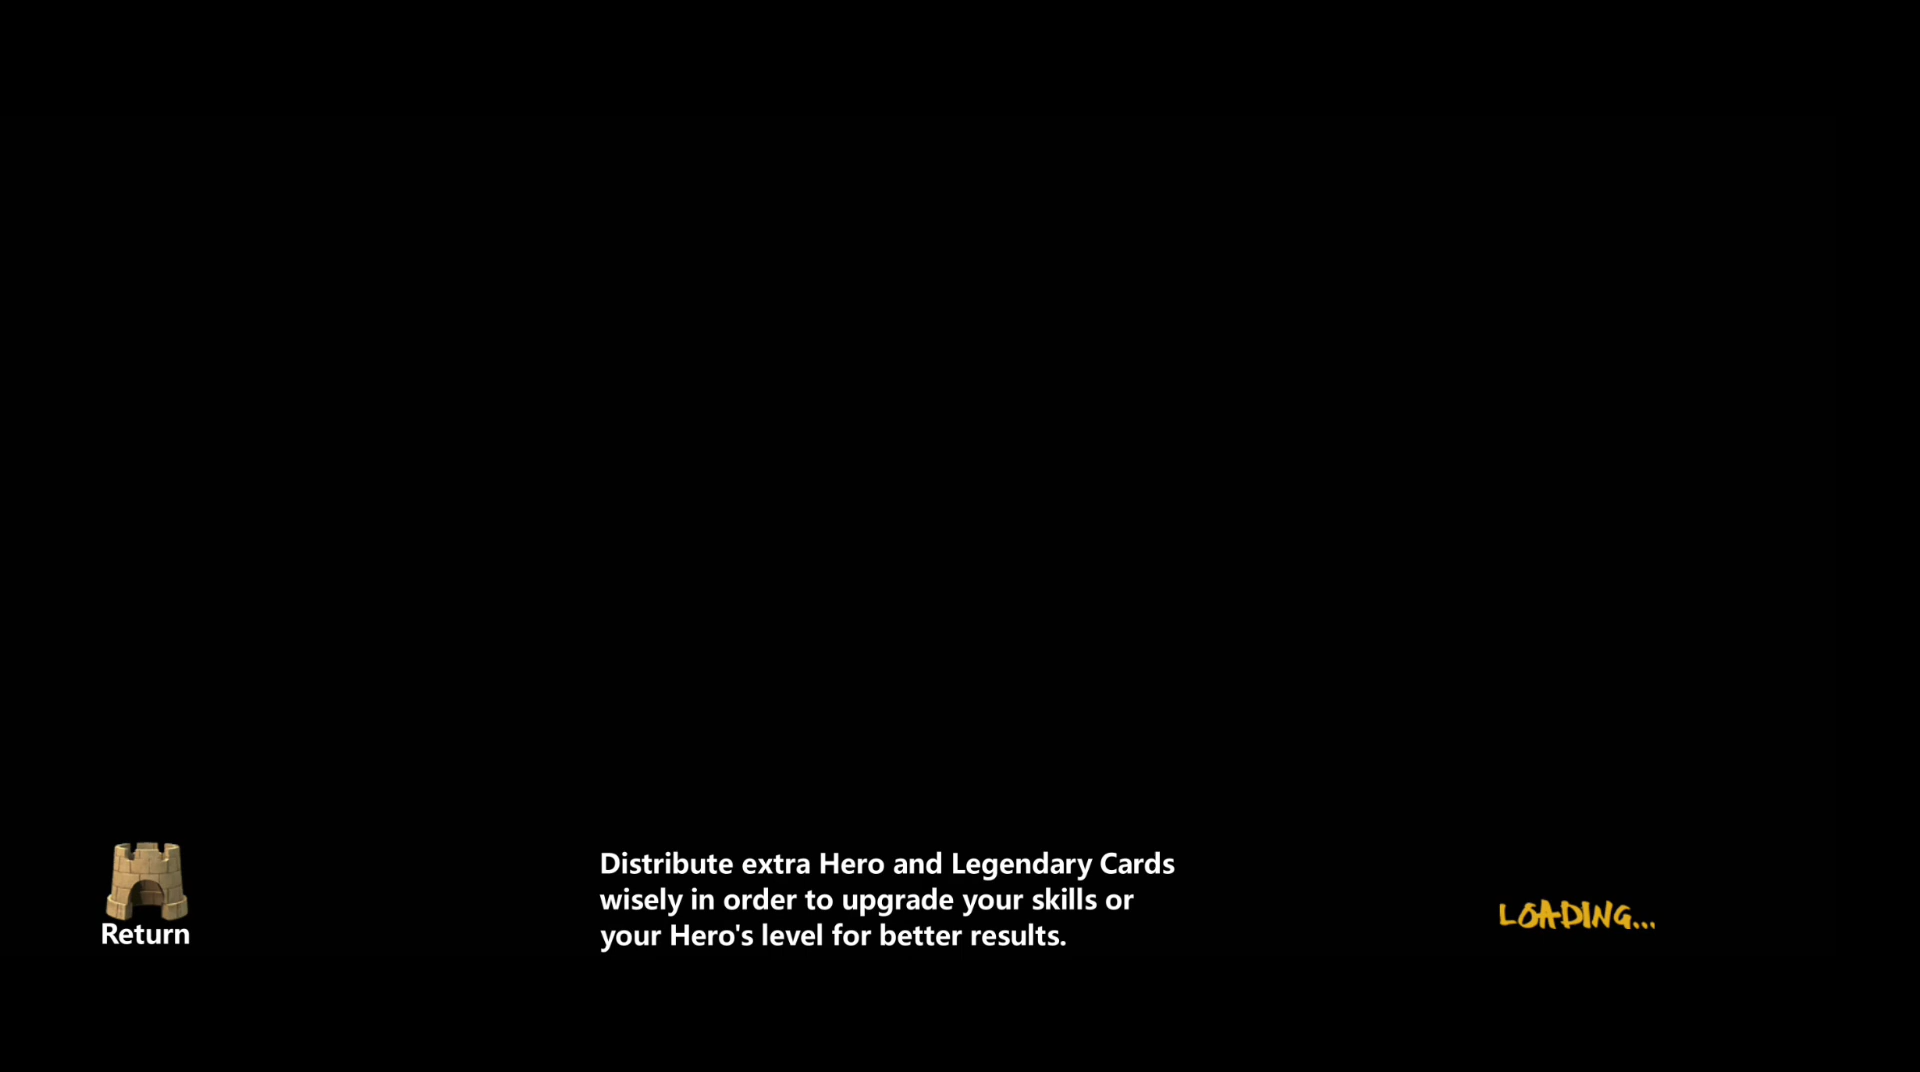 Distribute extra Hero and Legendary Cards
wisely in order to upgrade your skills or
your Hero's level for better results.
Return
LOADING...